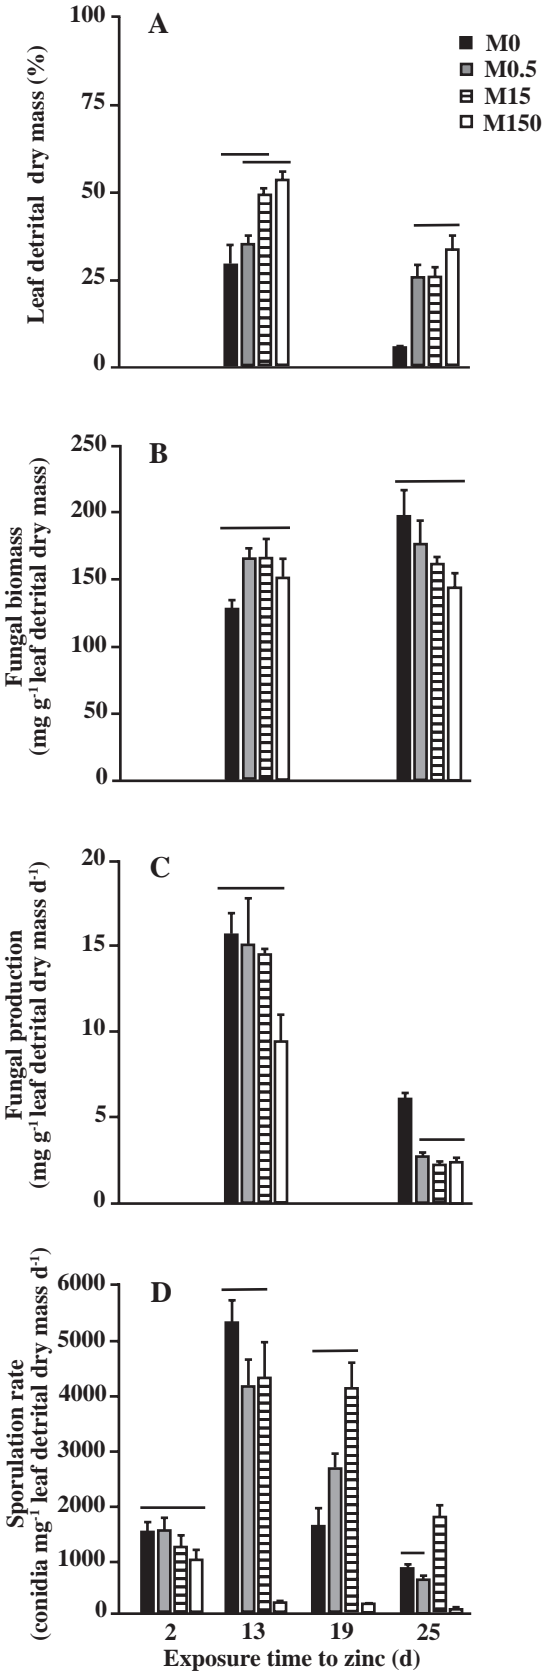 A
100
75
50
25
0
Leaf detrital dry mass (%)
M0
M0.5
M15
M150
B
250
200
150
100
50
0
Fungal biomass
(mg g-1 leaf detrital dry mass)
C
20
15
10
5
0
Fungal production
(mg g-1 leaf detrital dry mass d-1)
D
6000
5000
4000
3000
2000
1000
0
Sporulation rate
(conidia mg-1 leaf detrital dry mass d-1)
2 13 19 25
Exposure time to zinc (d)